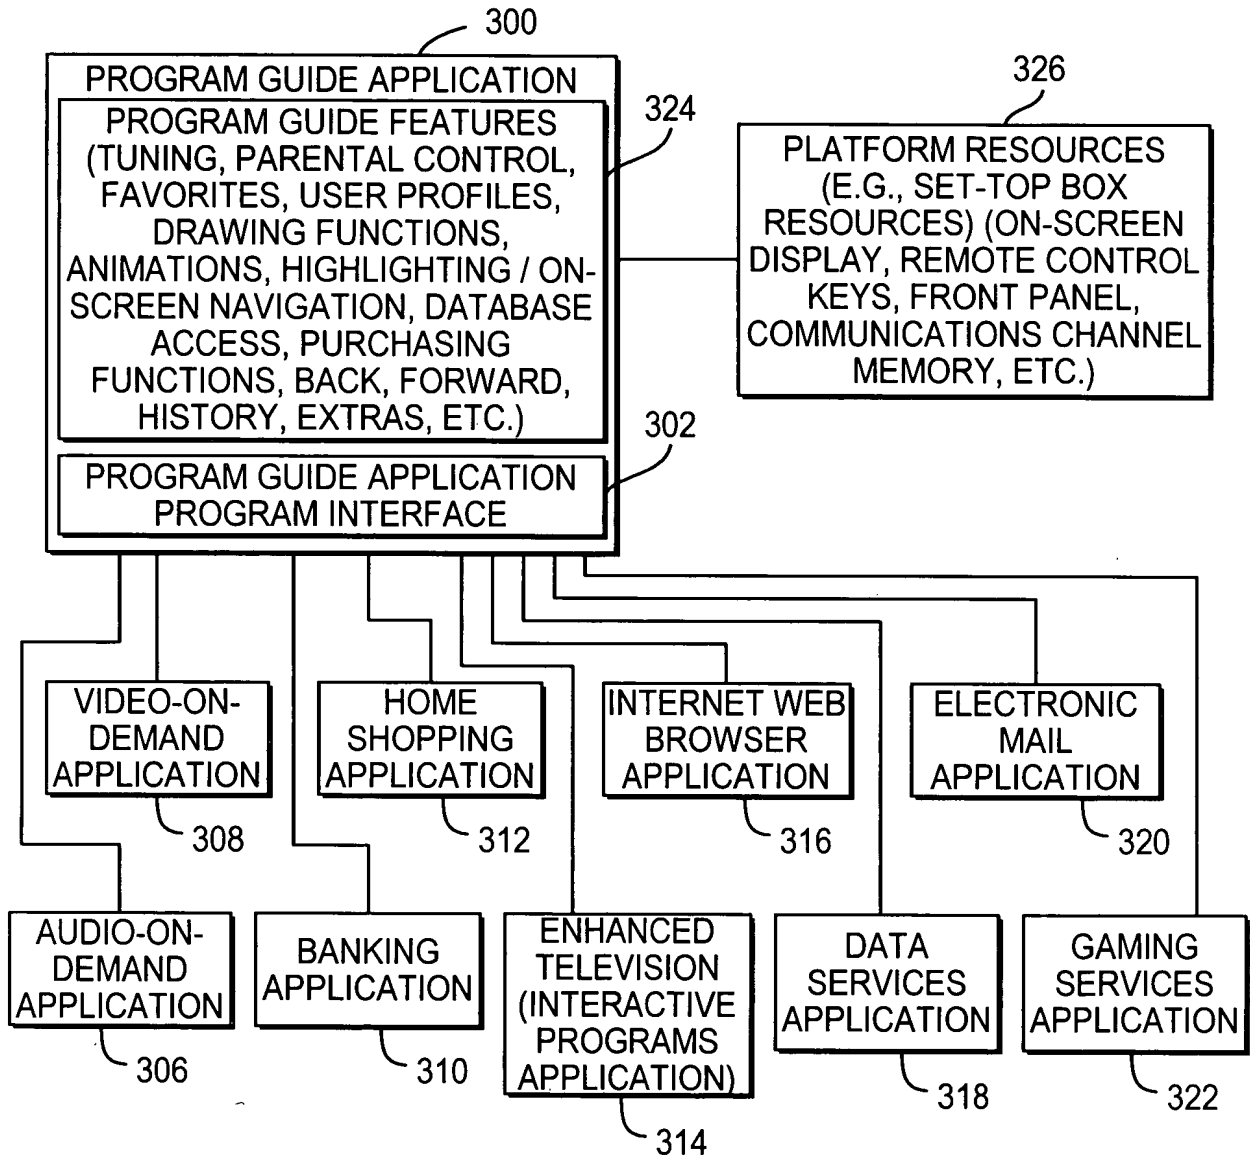 300
PROGRAM GUIDE APPLICATION
PROGRAM GUIDE FEATURES
(TUNING, PARENTAL CONTROL,
FAVORITES, USER PROFILES,
DRAWING FUNCTIONS,
ANIMATIONS, HIGHLIGHTING / ON-
SCREEN NAVIGATION, DATABASE
ACCESS, PURCHASING
FUNCTIONS, BACK, FORWARD,
HISTORY, EXTRAS, ETC.)
324
PROGRAM GUIDE APPLICATION
PROGRAM INTERFACE
302
326
PLATFORM RESOURCES
(E.G., SET-TOP BOX
RESOURCES) (ON-SCREEN
DISPLAY, REMOTE CONTROL
KEYS, FRONT PANEL,
COMMUNICATIONS CHANNEL
MEMORY, ETC.)
VIDEO-ON-
DEMAND
APPLICATION
308
HOME
SHOPPING
APPLICATION
312
INTERNET WEB
BROWSER
APPLICATION
316
ELECTRONIC
MAIL
APPLICATION
320
AUDIO-ON-
DEMAND
APPLICATION
306
BANKING
APPLICATION
310
ENHANCED
TELEVISION
(INTERACTIVE
PROGRAMS
APPLICATION)
314
DATA
SERVICES
APPLICATION
318
GAMING
SERVICES
APPLICATION
322